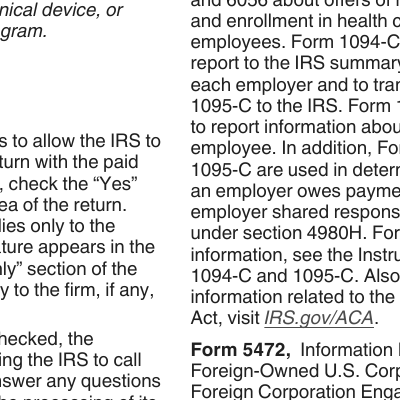 nical device, or
gram.
s to allow the IRS to
turn with the paid
, check the “Yes”
ea of the return.
lies only to the
ture appears in the
nly” section of the
y to the firm, if any,
hecked, the
ing the IRS to call
nswer any questions
and 6056 about offers of
and enrollment in health c
employees. Form 1094-C
report to the IRS summary
each employer and to tran
1095-C to the IRS. Form 1
to report information abou
employee. In addition, Fo
1095-C are used in determ
an employer owes payme
employer shared respons
under section 4980H. For
information, see the Instru
1094-C and 1095-C. Also
information related to the
Act, visit IRS.gov/ACA.
Form 5472, Information
Foreign-Owned U.S. Corp
Foreign Corporation Enga